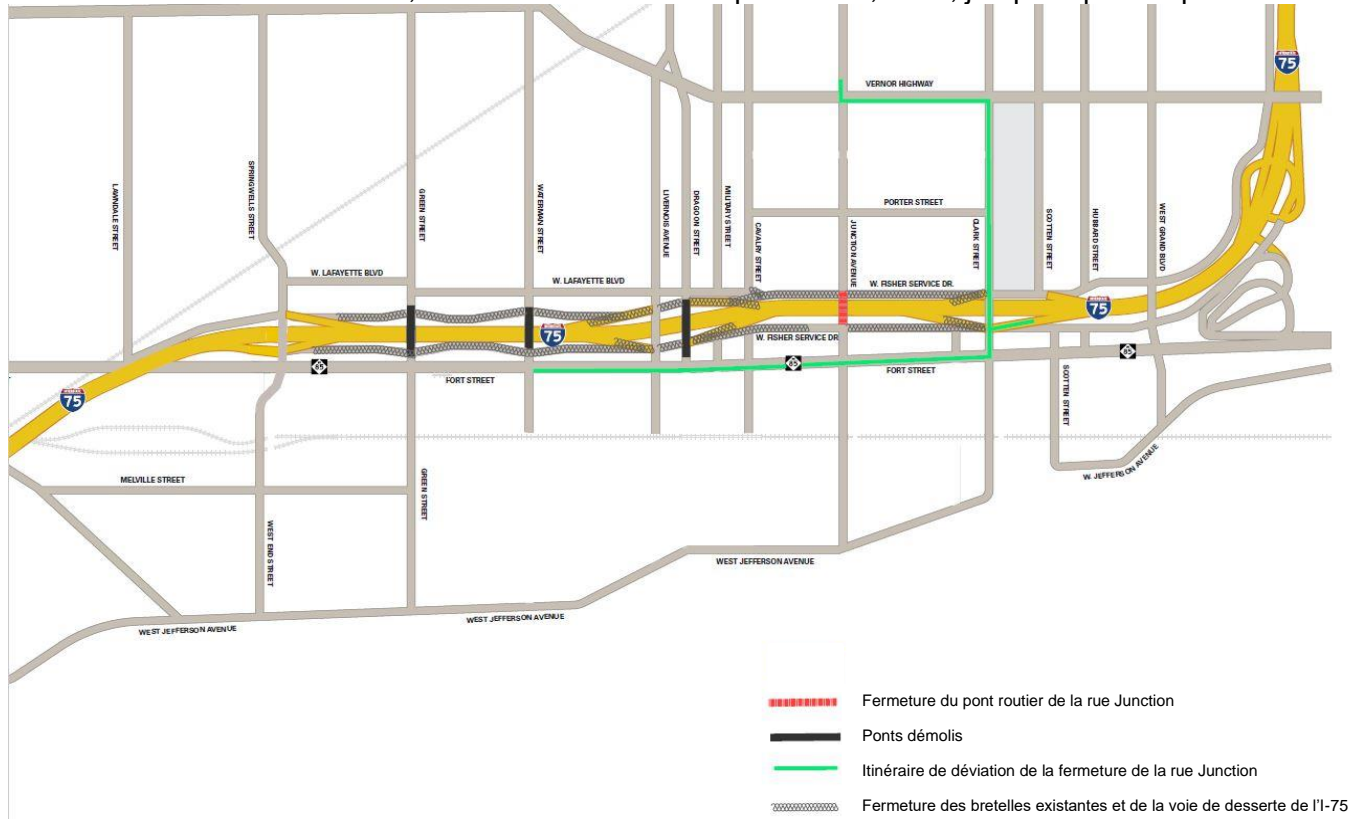 INTERSTATE
75
VERNOR HIGHWAY
LAWNDALE STREET
SPRINGWELLS STREET
GREEN STREET
WATERMAN STREET
LIVERNOIS AVENUE
DRAGOON STREET
MILITARY STREET
CAVALRY STREET
JUNCTION AVENUE
PORTER STREET
CLARK STREET
SCOTTEN STREET
HUBBARD STREET
WEST GRAND BLVD
W. LAFAYETTE BLVD
W. LAFAYETTE BLVD
W. FISHER SERVICE DR.
75
75
W. FISHER SERVICE DR
85
85
85
FORT STREET
FORT STREET
75
SCOTTEN STREET
W. JEFFERSON AVENUE
MELVILLE STREET
GREEN STREET
WEST END STREET
WEST JEFFERSON AVENUE
WEST JEFFERSON AVENUE
WEST JEFFERSON AVENUE
Fermeture du pont routier de la rue Junction
Ponts démolis
Itinéraire de déviation de la fermeture de la rue Junction
Fermeture des bretelles existantes et de la voie de desserte de l'I-75